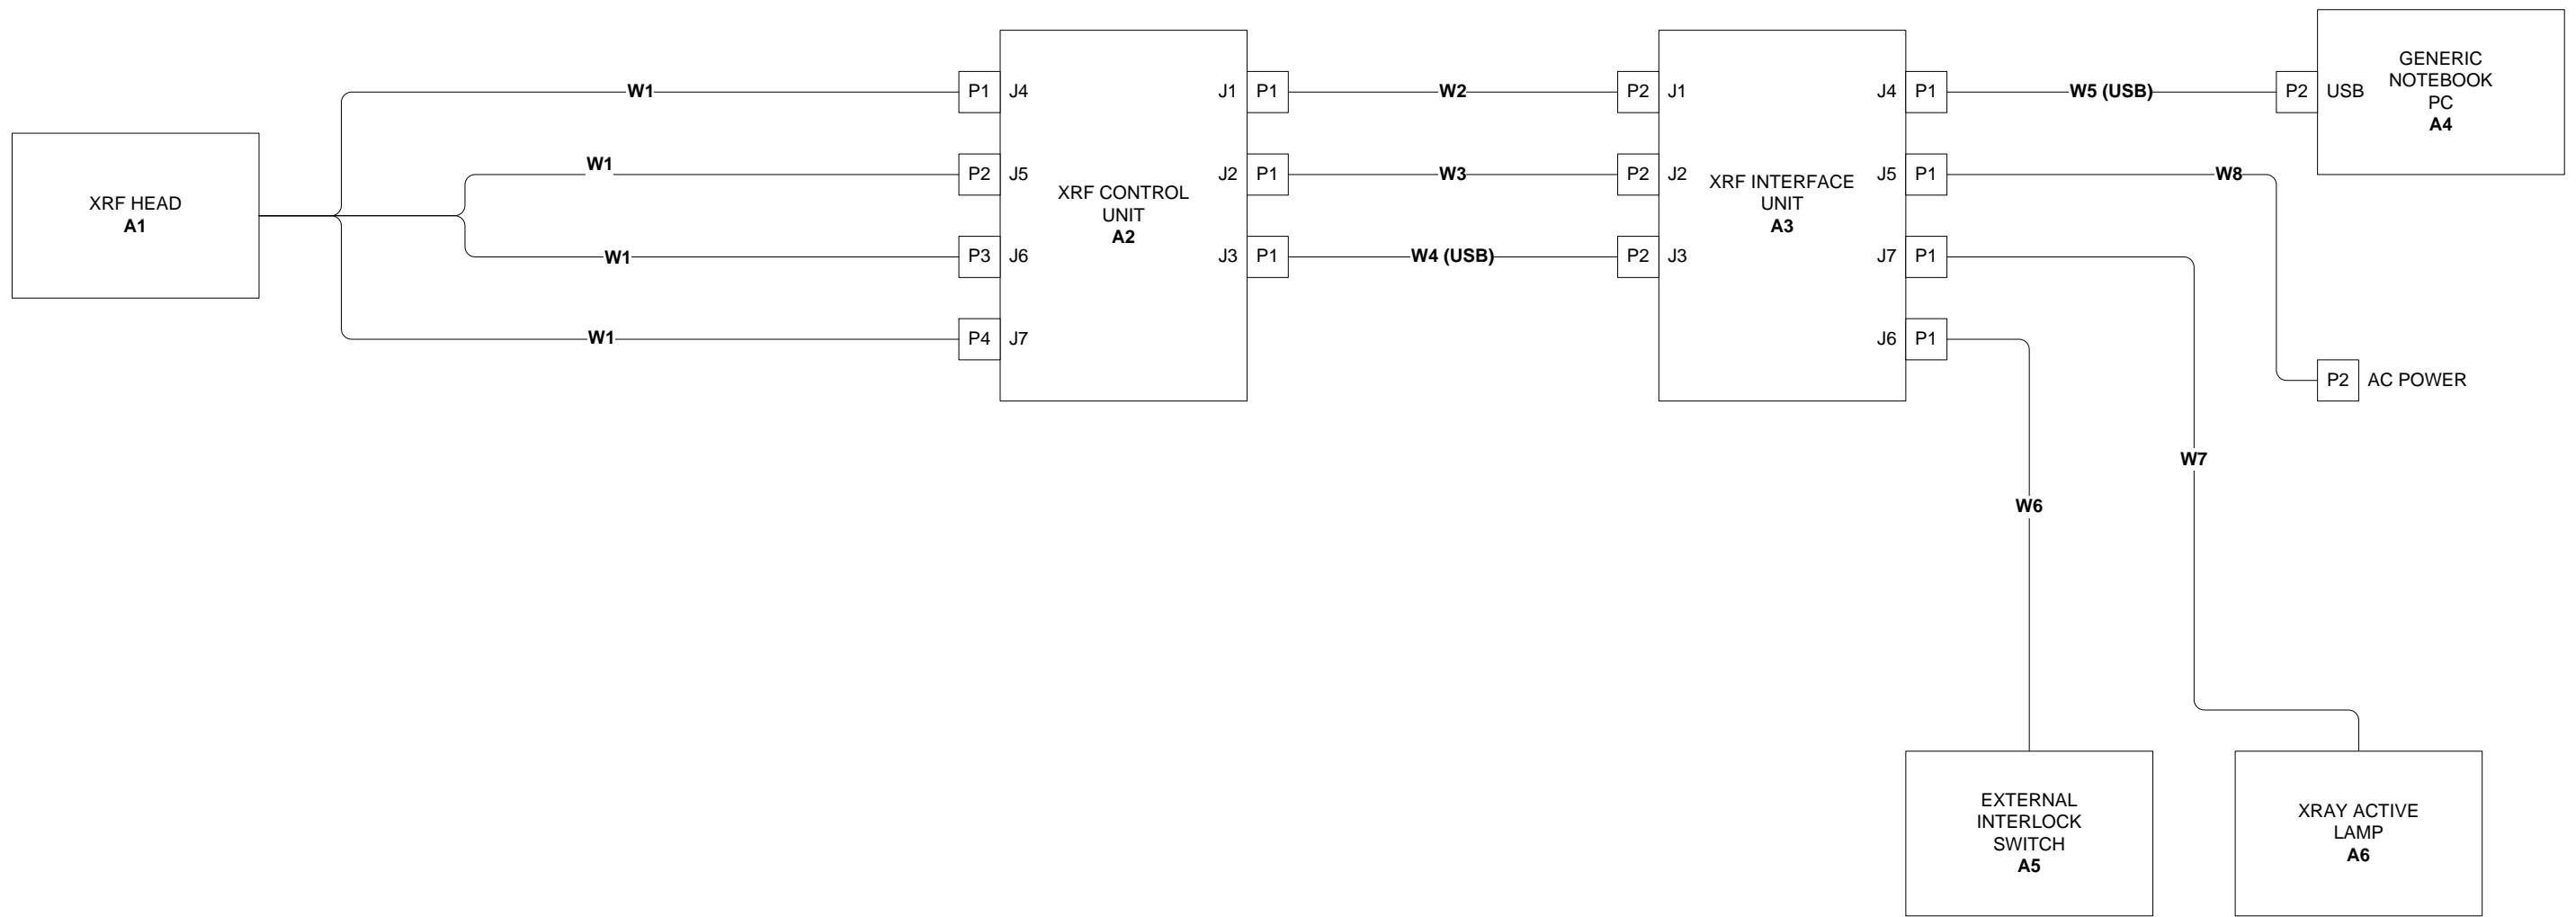 XRF HEAD
A1
W1
W1
W1
W1
P1
J4
P2
J5
P3
J6
P4
J7
XRF CONTROL
UNIT
A2
J1
P1
J2
P1
J3
P1
W2
W3
W4 (USB)
P2
J1
P2
J2
P2
J3
XRF INTERFACE
UNIT
A3
J4
P1
J5
P1
J7
P1
J6
P1
W5 (USB)
W8
W7
W6
P2
USB
GENERIC
NOTEBOOK
PC
A4
P2
AC POWER
EXTERNAL
INTERLOCK
SWITCH
A5
XRAY ACTIVE
LAMP
A6